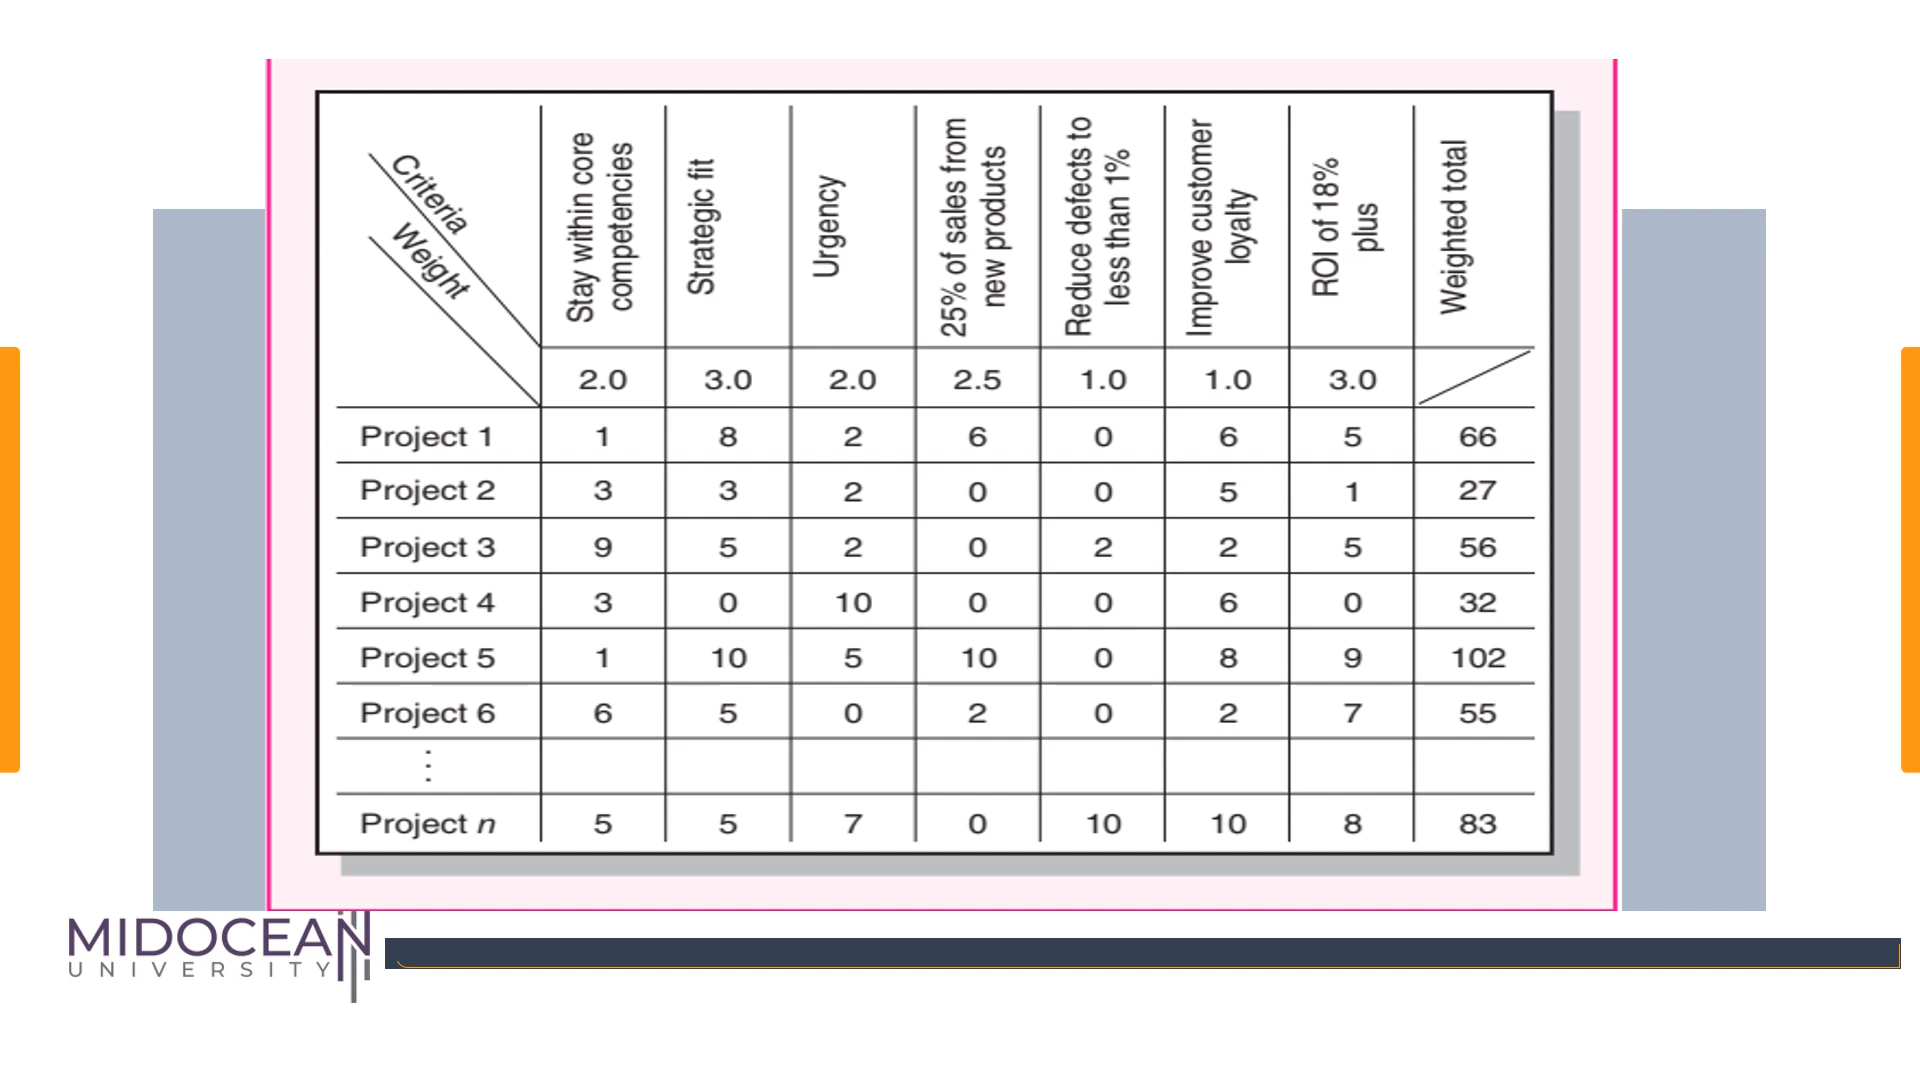 Criteria
Weight
Stay within core
competencies
Strategic fit
Urgency
25% of sales from
new products
Reduce defects to
less than 1%
Improve customer
loyalty
ROI of 18%
plus
Weighted total
2.0 3.0 2.0 2.5 1.0 1.0 3.0
Project 1 1 8 2 6 0 6 5 66
Project 2 3 3 2 0 0 5 1 27
Project 3 9 5 2 0 2 2 5 56
Project 4 3 0 10 0 0 6 0 32
Project 5 1 10 5 10 0 8 9 102
Project 6 6 5 0 2 0 2 7 55
⋮
Project n 5 5 7 0 10 10 8 83
MIDOCEAN
UNIVERSITY